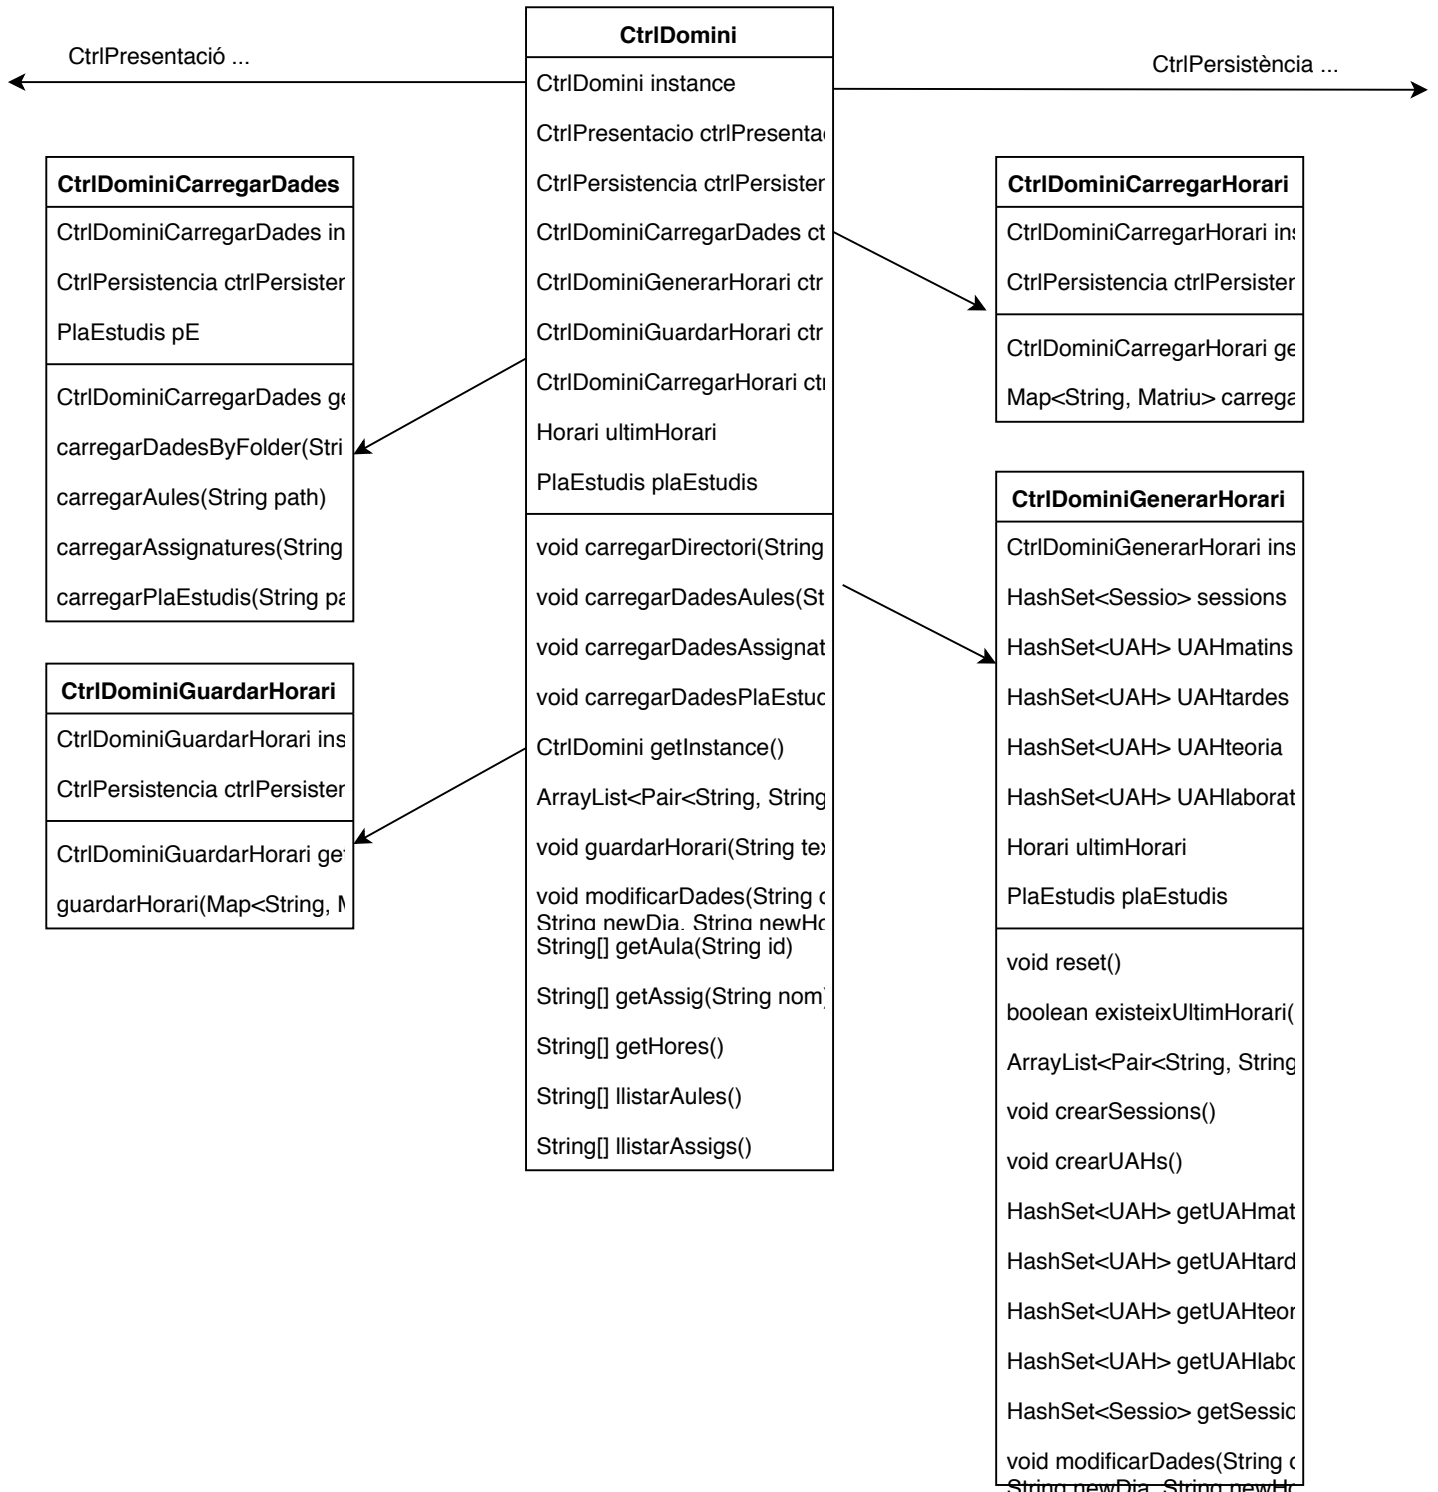 CtrlPresentació ...
CtrlPersistència ...
CtrlDomini
CtrlDomini instance
CtrlPresentacio ctrlPresenta
CtrlPersistencia ctrlPersister
CtrlDominiCarregarDades ct
CtrlDominiGenerarHorari ctr
CtrlDominiGuardarHorari ctr
CtrlDominiCarregarHorari ctr
Horari ultimHorari
PlaEstudis plaEstudis
void carregarDirectori(String
void carregarDadesAules(St
void carregarDadesAssignat
void carregarDadesPlaEstud
CtrlDomini getInstance()
ArrayList<Pair<String, String
void guardarHorari(String tex
void modificarDades(String d
String newDia, String newHo
String[] getAula(String id)
String[] getAssig(String nom)
String[] getHores()
String[] llistarAules()
String[] llistarAssigs()
CtrlDominiCarregarDades
CtrlDominiCarregarDades in
CtrlPersistencia ctrlPersister
PlaEstudis pE
CtrlDominiCarregarDades ge
carregarDadesByFolder(Stri
carregarAules(String path)
carregarAssignatures(String
carregarPlaEstudis(String pa
CtrlDominiGuardarHorari
CtrlDominiGuardarHorari ins
CtrlPersistencia ctrlPersister
CtrlDominiGuardarHorari get
guardarHorari(Map<String, M
CtrlDominiCarregarHorari
CtrlDominiCarregarHorari ins
CtrlPersistencia ctrlPersister
CtrlDominiCarregarHorari ge
Map<String, Matriu> carrega
CtrlDominiGenerarHorari
CtrlDominiGenerarHorari ins
HashSet<Sessio> sessions
HashSet<UAH> UAHmatins
HashSet<UAH> UAHtardes
HashSet<UAH> UAHteoria
HashSet<UAH> UAHlaborat
Horari ultimHorari
PlaEstudis plaEstudis
void reset()
boolean existeixUltimHorari(
ArrayList<Pair<String, String
void crearSessions()
void crearUAHs()
HashSet<UAH> getUAHmat
HashSet<UAH> getUAHtard
HashSet<UAH> getUAHteor
HashSet<UAH> getUAHlabo
HashSet<Sessio> getSessio
void modificarDades(String d
String newDia, String newHo